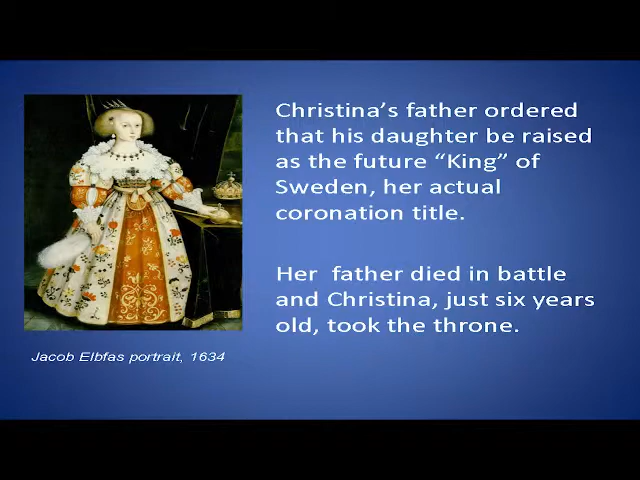 Christina’s father ordered
that his daughter be raised
as the future “King” of
Sweden, her actual
coronation title.
Her father died in battle
and Christina, just six years
old, took the throne.
Jacob Elbfas portrait, 1634